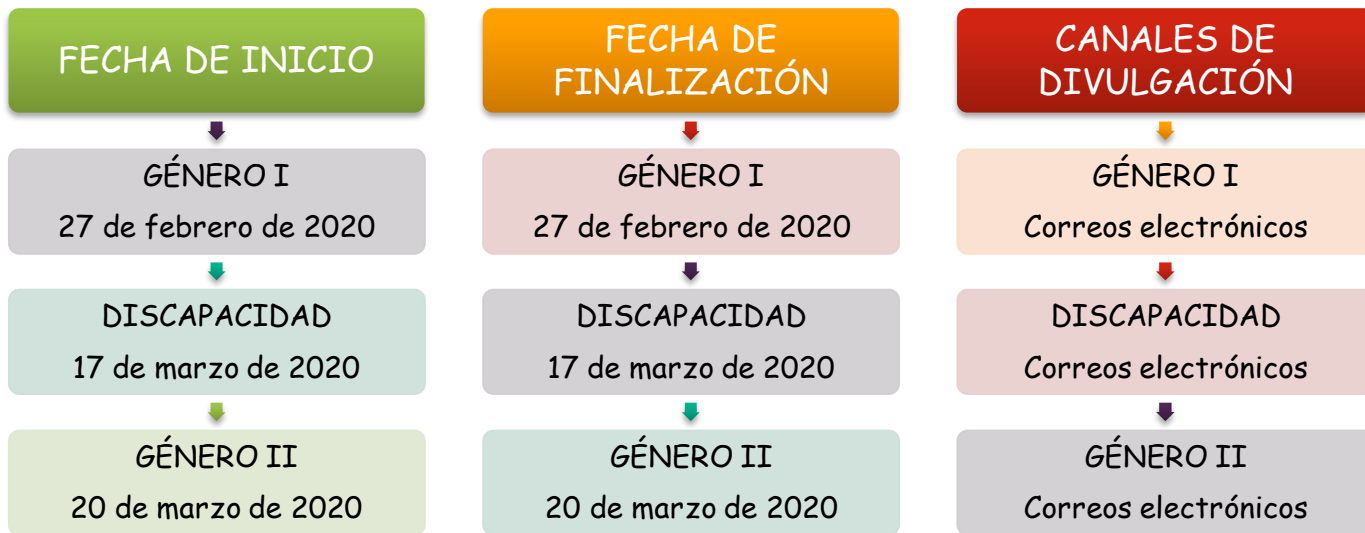 FECHA DE INICIO
GÉNERO I
27 de febrero de 2020
DISCAPACIDAD
17 de marzo de 2020
GÉNERO II
20 de marzo de 2020
FECHA DE
FINALIZACIÓN
GÉNERO I
27 de febrero de 2020
DISCAPACIDAD
17 de marzo de 2020
GÉNERO II
20 de marzo de 2020
CANALES DE
DIVULGACIÓN
GÉNERO I
Correos electrónicos
DISCAPACIDAD
Correos electrónicos
GÉNERO II
Correos electrónicos